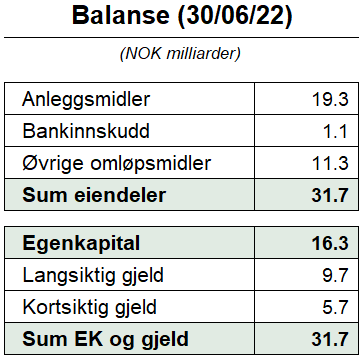 Balanse (30/06/22)
(NOK milliarder)
Anleggsmidler 19.3
Bankinnskudd 1.1
Øvrige omløpsmidler 11.3
Sum eiendeler 31.7
Egenkapital 16.3
Langsiktig gjeld 9.7
Kortsiktig gjeld 5.7
Sum EK og gjeld 31.7